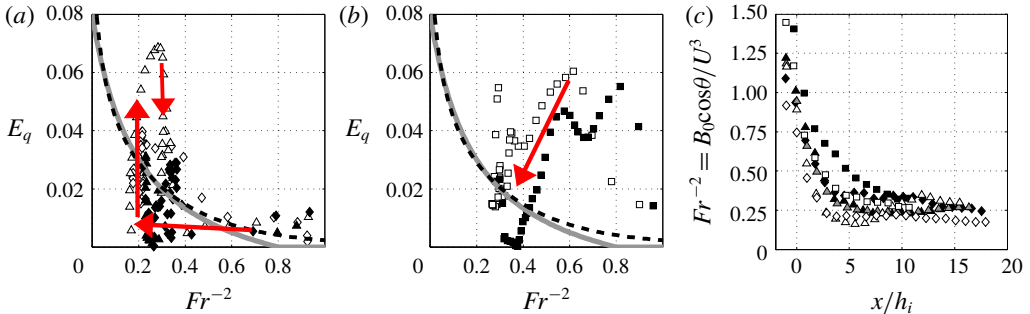 (a)
0.08
0.06
E_q 0.04
0.02
0 0.2 0.4 0.6 0.8
Fr^{-2}
(b)
0.08
0.06
E_q 0.04
0.02
0 0.2 0.4 0.6 0.8
Fr^{-2}
(c)
Fr^{-2} = B_0cosθ/U^3
1.50
1.25
1.00
0.75
0.50
0.25
0
0 5 10 15 20
x/h_i